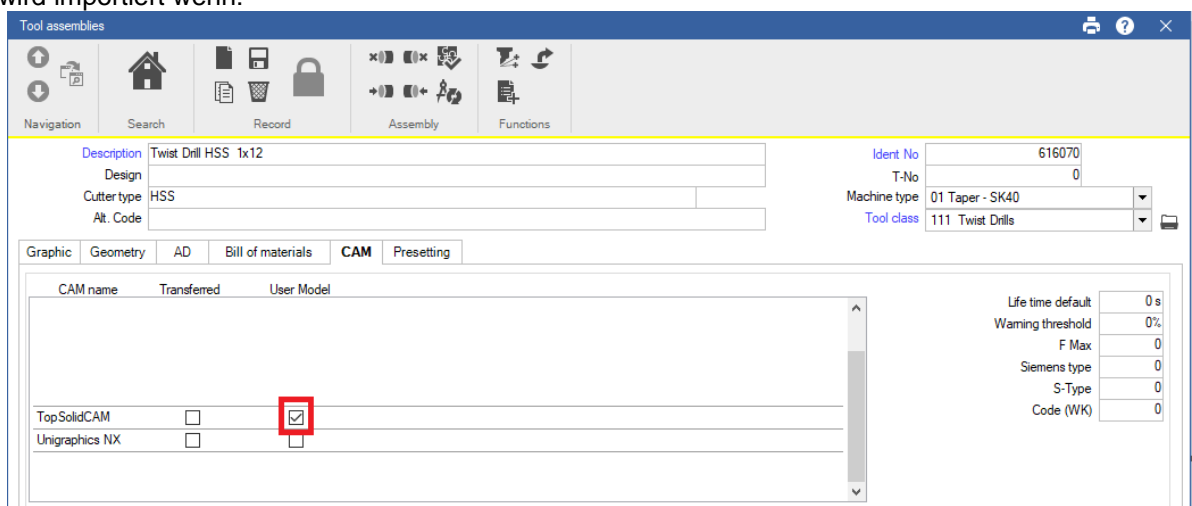 wird importiert wenn:
Tool assemblies
Navigation Search Record Assembly Functions
Description Twist Drill HSS 1x12 Ident No 616070
Design T-No 0
Cutter type HSS Machine type 01 Taper - SK40
Alt. Code Tool class 111 Twist Drills
Graphic Geometry AD Bill of materials CAM Presetting
CAM name Transferred User Model
Life time default 0 s
Warning threshold 0%
F Max 0
Siemens type 0
S-Type 0
TopSolidCAM Code (WK) 0
Unigraphics NX